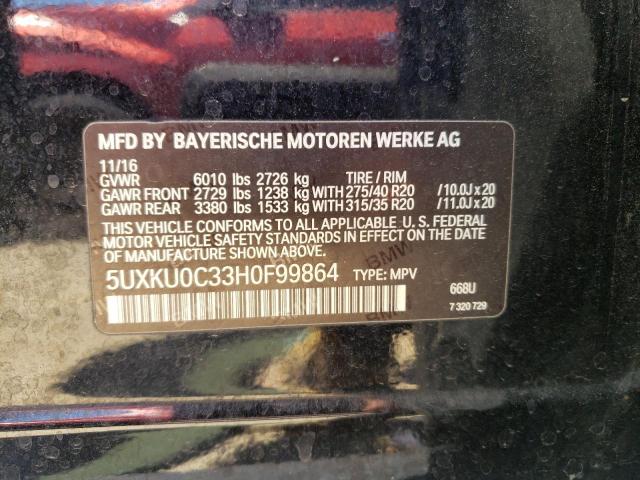 MFD BY BAYERISCHE MOTOREN WERKE AG
11/16
GVWR 6010 lbs 2726 kg TIRE / RIM
GAWR FRONT 2729 lbs 1238 kg WITH 275/40 R20 /10.0J x 20
GAWR REAR 3380 lbs 1533 kg WITH 315/35 R20 /11.0J x 20
THIS VEHICLE CONFORMS TO ALL APPLICABLE U. S. FEDERAL
MOTOR VEHICLE SAFETY STANDARDS IN EFFECT ON THE DATE
OF MANUFACTURE SHOWN ABOVE.
5UXKU0C33H0F99864 TYPE: MPV
668U
7 320 729